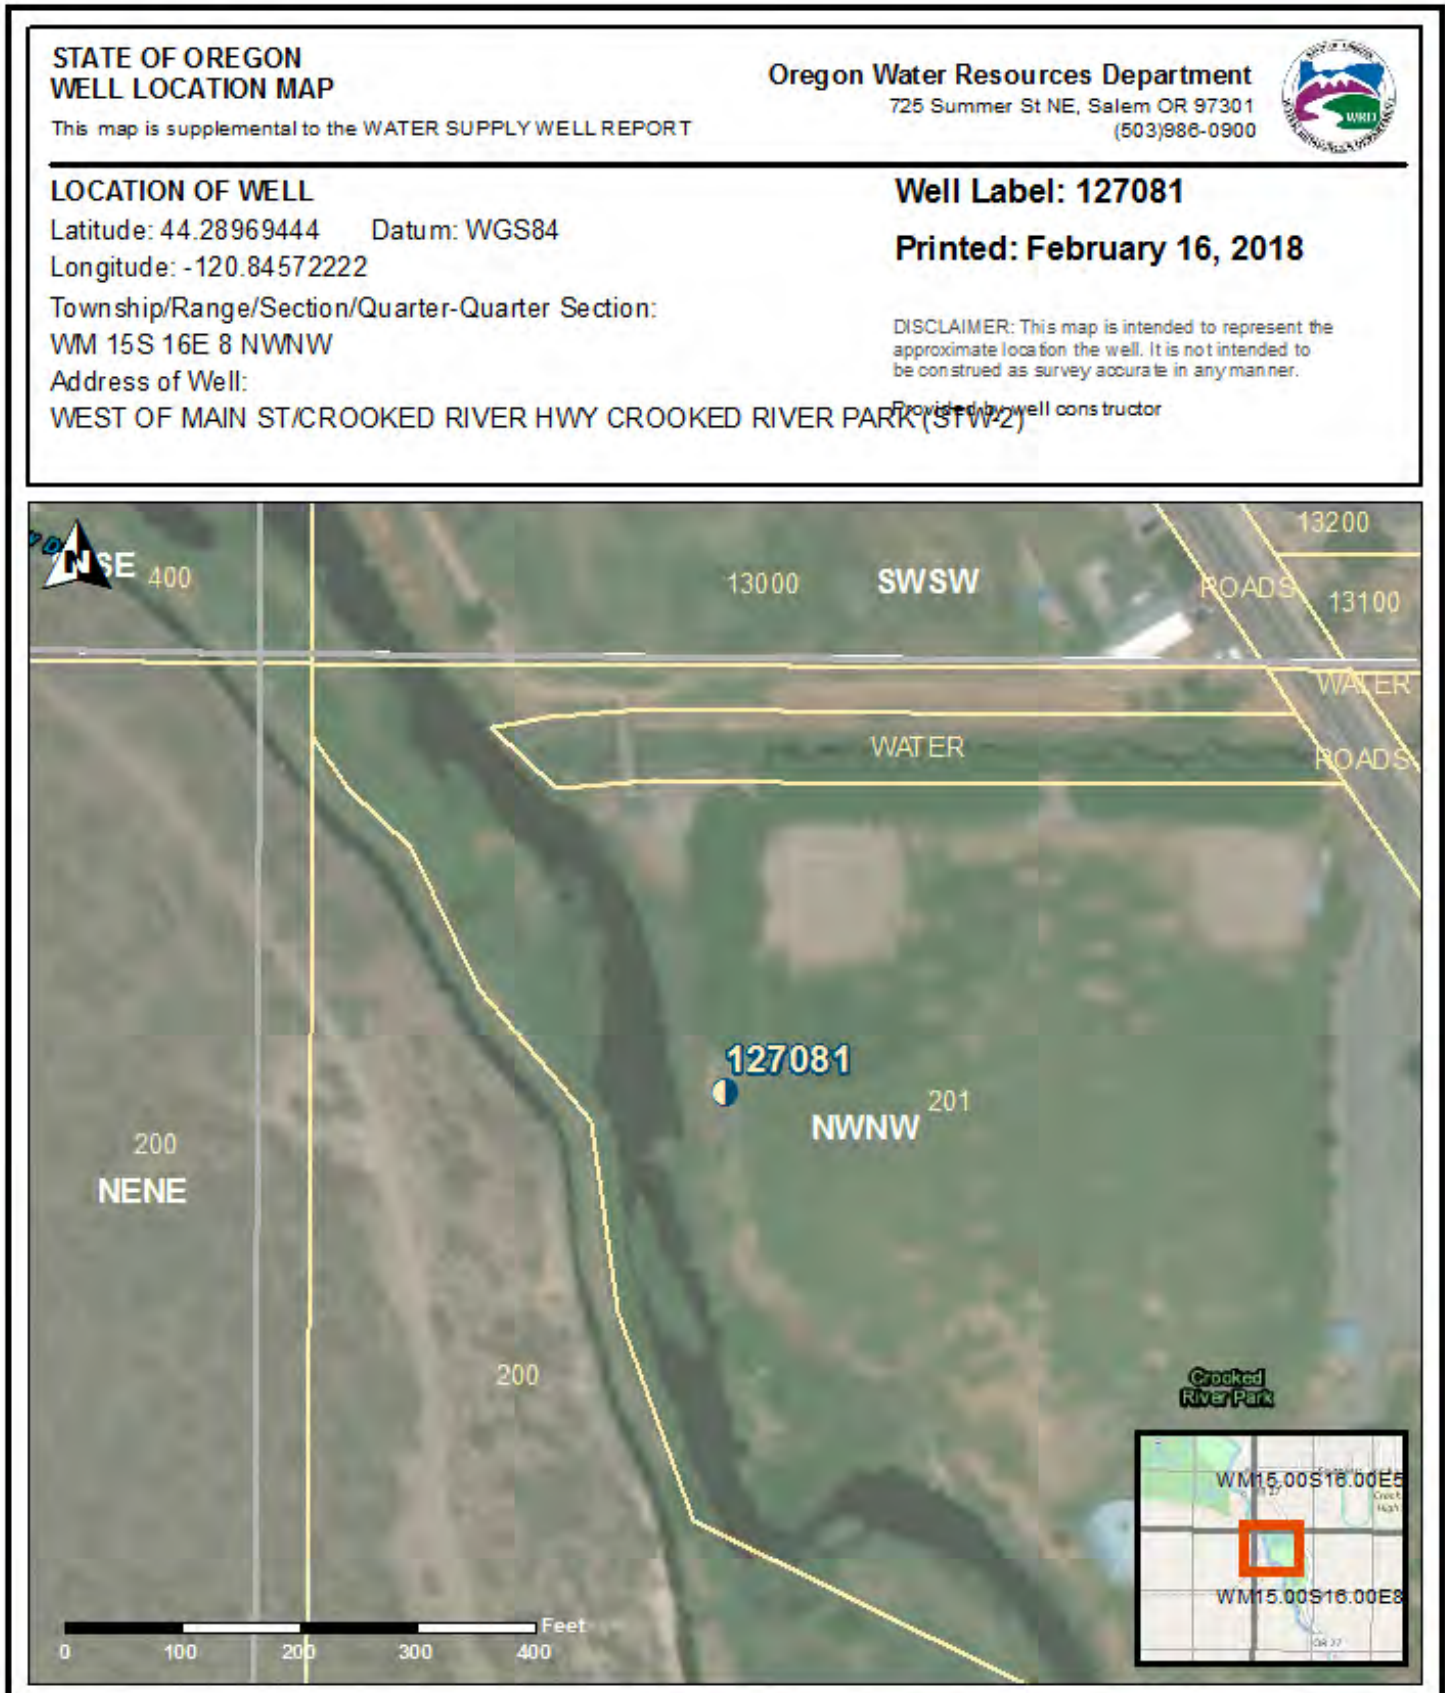 STATE OF OREGON
WELL LOCATION MAP
This map is supplemental to the WATER SUPPLY WELL REPORT
Oregon Water Resources Department
725 Summer St NE, Salem OR 97301
(503)986-0900
WRD
LOCATION OF WELL
Latitude: 44.28969444 Datum: WGS84
Longitude: -120.84572222
Township/Range/Section/Quarter-Quarter Section:
WM 15S 16E 8 NWNW
Address of Well:
WEST OF MAIN ST/CROOKED RIVER HWY CROOKED RIVER PARK (STW-2)
Well Label: 127081
Printed: February 16, 2018
DISCLAIMER: This map is intended to represent the
approximate location the well. It is not intended to
be construed as survey accurate in any manner.
Provided by well constructor
N
SE
400
13000
SWSW
13200
ROADS
13100
WATER
WATER
ROADS
127081
201
NWNW
200
NENE
200
Crooked
River Park
WM15.00S16.00E5
WM15.00S16.00E8
OR 27
Feet
0 100 200 300 400